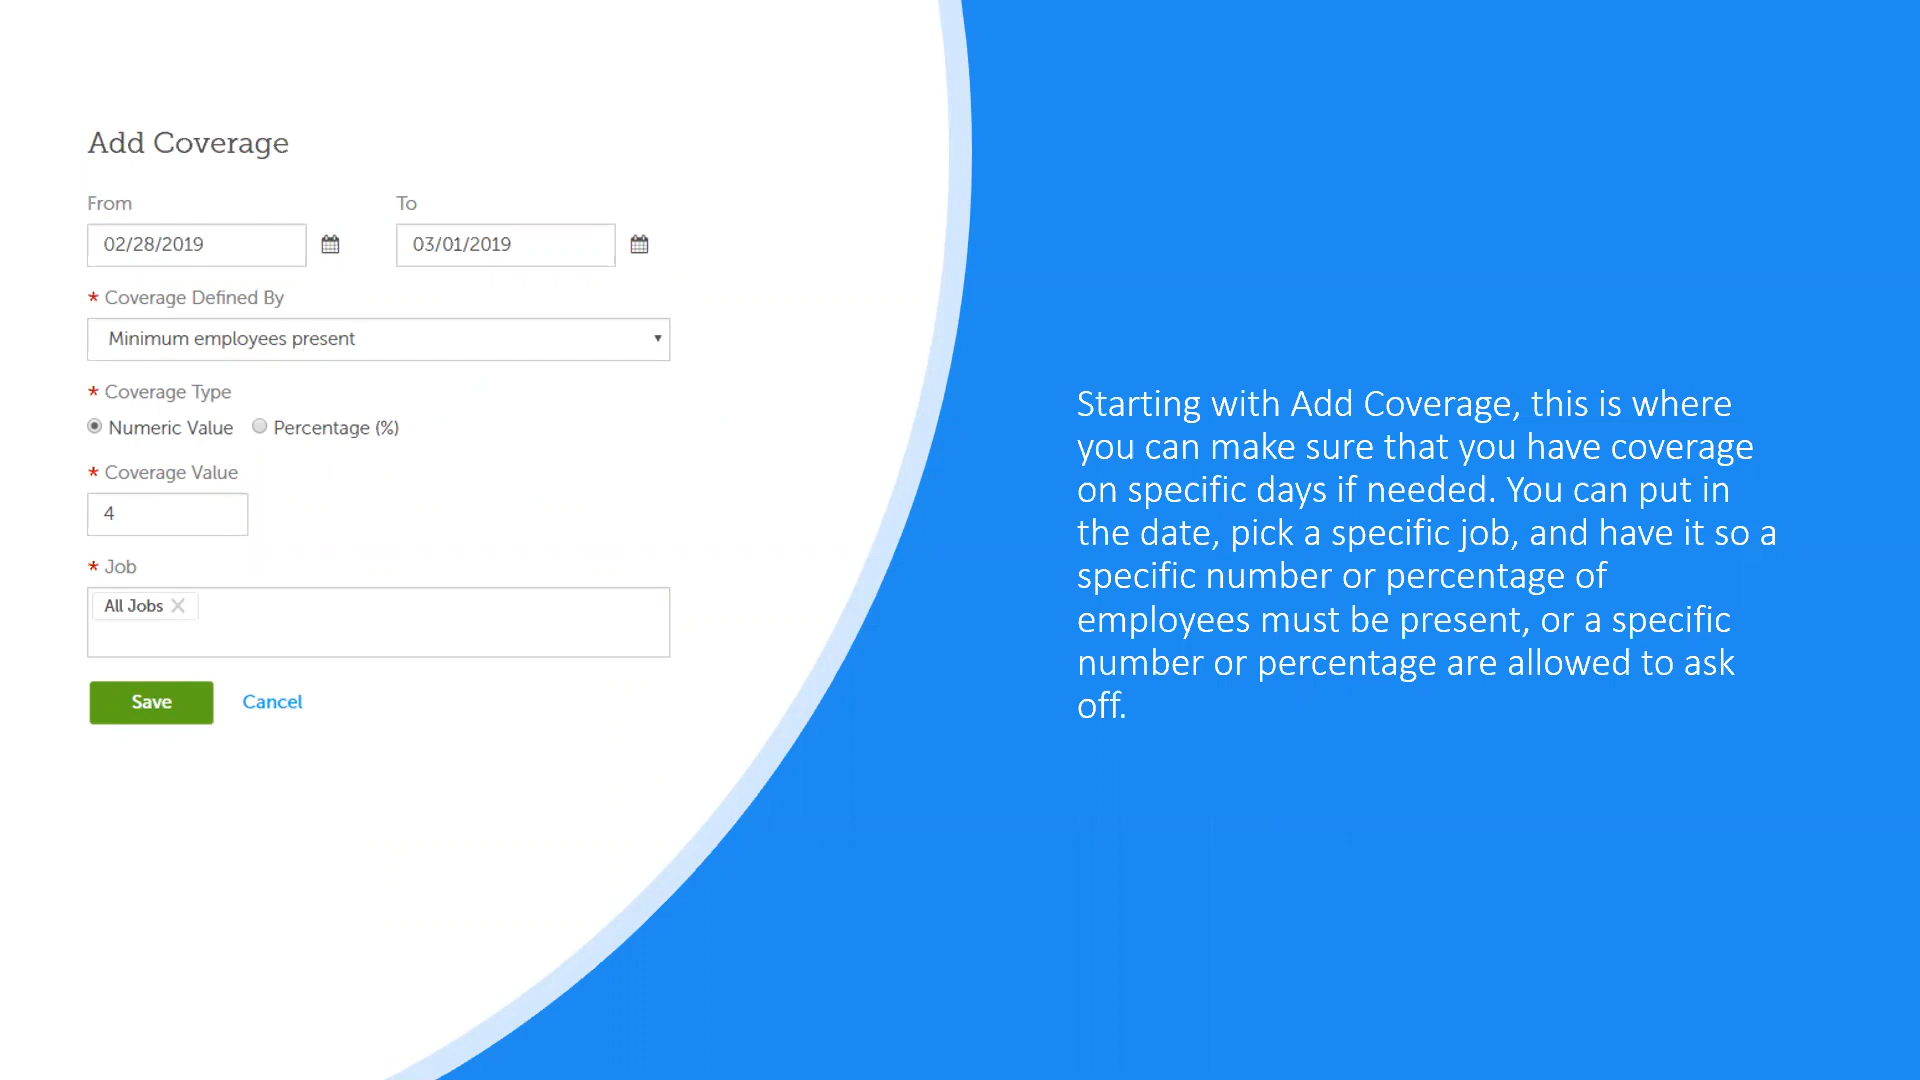 Add Coverage
From To
02/28/2019 03/01/2019
* Coverage Defined By
Minimum employees present
* Coverage Type
Numeric Value Percentage (%)
* Coverage Value
4
* Job
All Jobs
Save Cancel
Starting with Add Coverage, this is where
you can make sure that you have coverage
on specific days if needed. You can put in
the date, pick a specific job, and have it so a
specific number or percentage of
employees must be present, or a specific
number or percentage are allowed to ask
off.